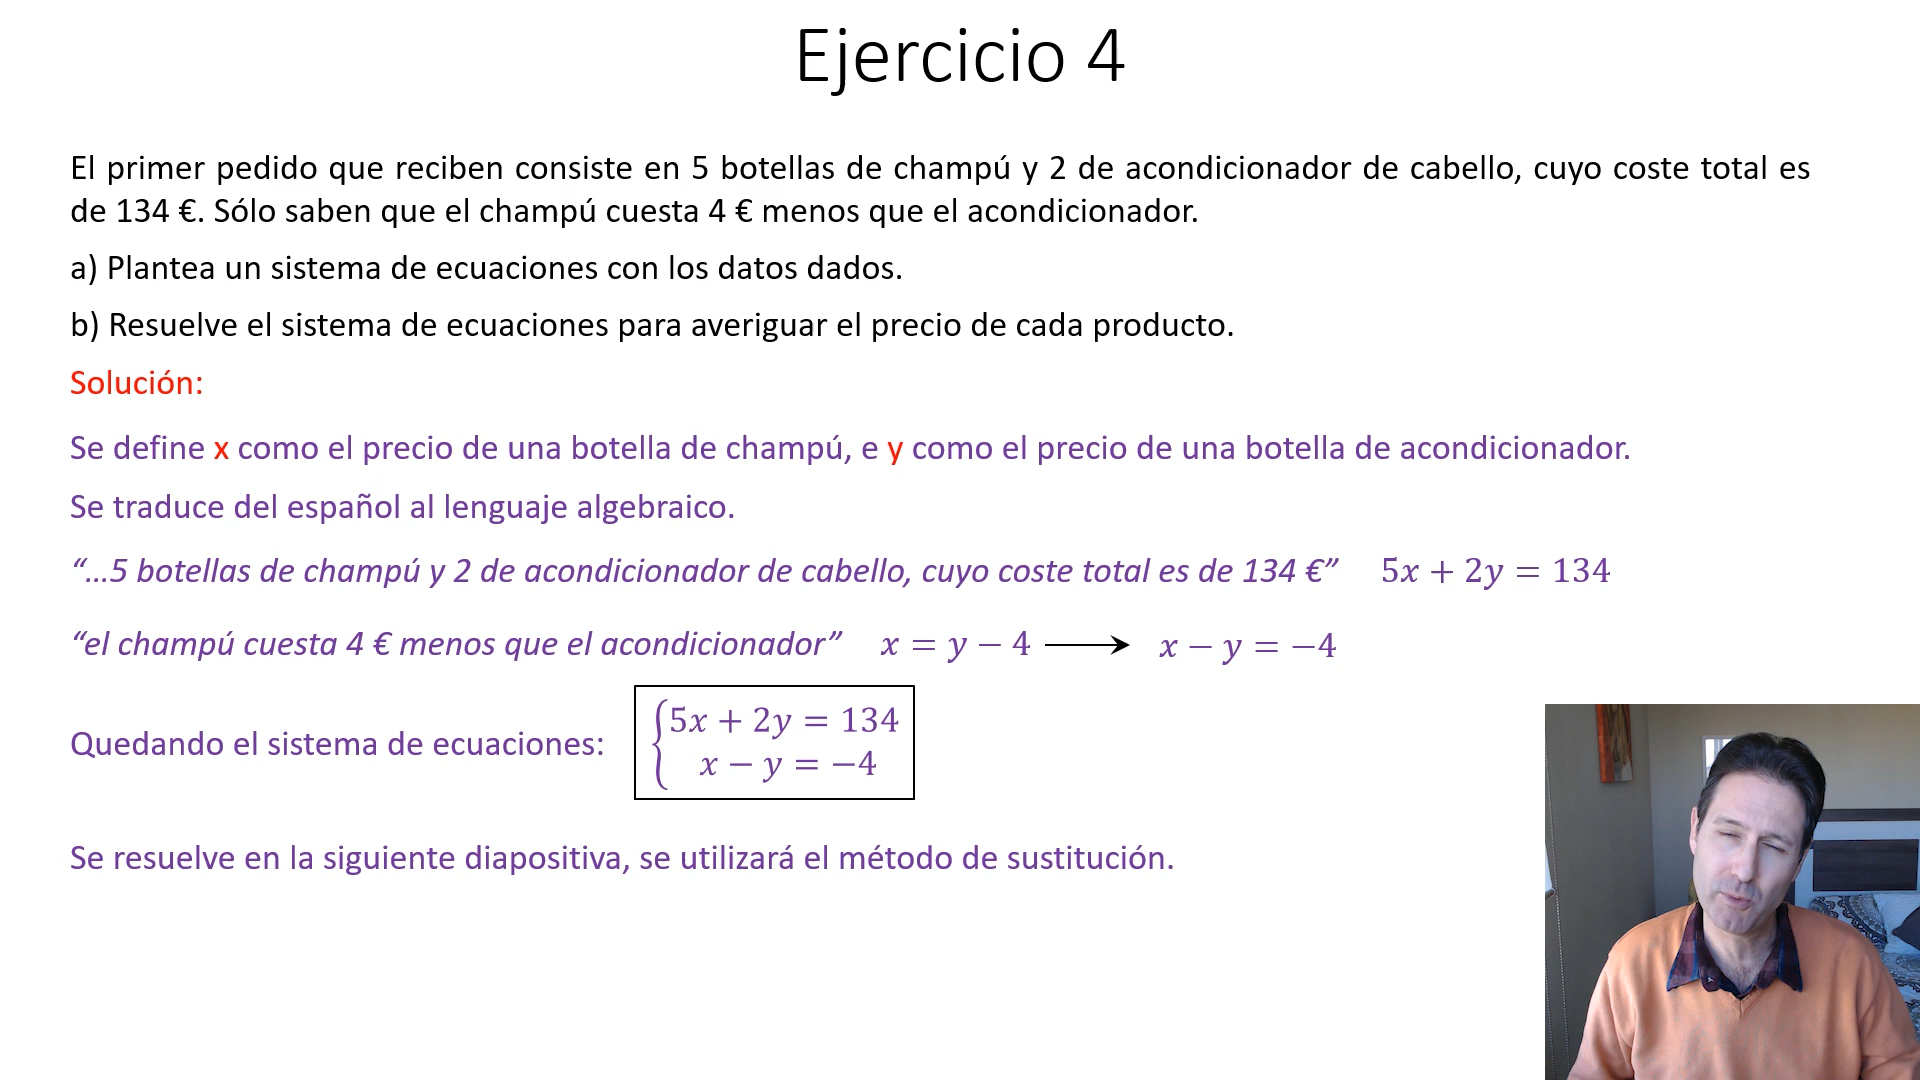 Ejercicio 4
El primer pedido que reciben consiste en 5 botellas de champú y 2 de acondicionador de cabello, cuyo coste total es
de 134 €. Sólo saben que el champú cuesta 4 € menos que el acondicionador.
a) Plantea un sistema de ecuaciones con los datos dados.
b) Resuelve el sistema de ecuaciones para averiguar el precio de cada producto.
Solución:
Se define x como el precio de una botella de champú, e y como el precio de una botella de acondicionador.
Se traduce del español al lenguaje algebraico.
“…5 botellas de champú y 2 de acondicionador de cabello, cuyo coste total es de 134 €” 5x + 2y = 134
“el champú cuesta 4 € menos que el acondicionador” x = y − 4 ⟶ x − y = −4
Quedando el sistema de ecuaciones: {5x + 2y = 134
x − y = −4
Se resuelve en la siguiente diapositiva, se utilizará el método de sustitución.